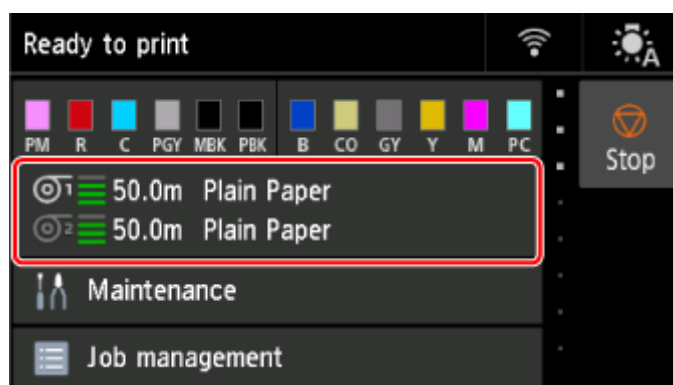 Ready to print
A
PM R C PGY MBK PBK B CO GY Y M PC
Stop
1 50.0m Plain Paper
2 50.0m Plain Paper
Maintenance
Job management